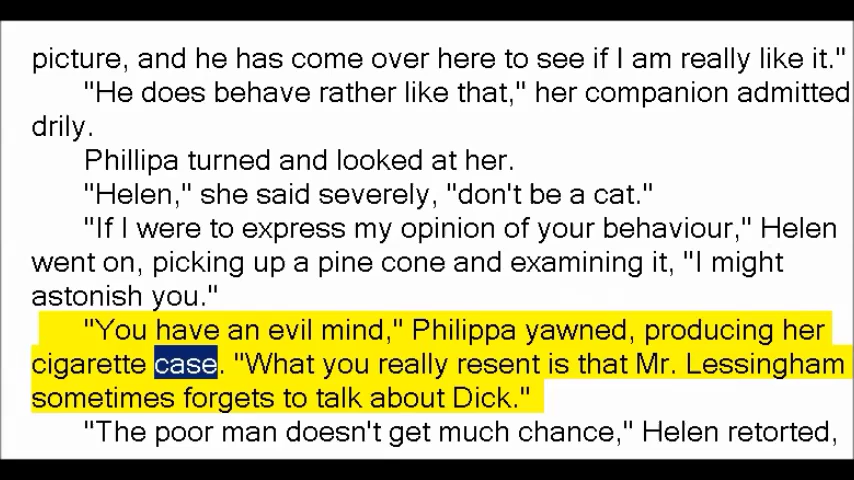 picture, and he has come over here to see if I am really like it."
"He does behave rather like that," her companion admitted
drily.
Phillipa turned and looked at her.
"Helen," she said severely, "don't be a cat."
"If I were to express my opinion of your behaviour," Helen
went on, picking up a pine cone and examining it, "I might
astonish you."
"You have an evil mind," Philippa yawned, producing her
cigarette case. "What you really resent is that Mr. Lessingham
sometimes forgets to talk about Dick."
"The poor man doesn't get much chance," Helen retorted,